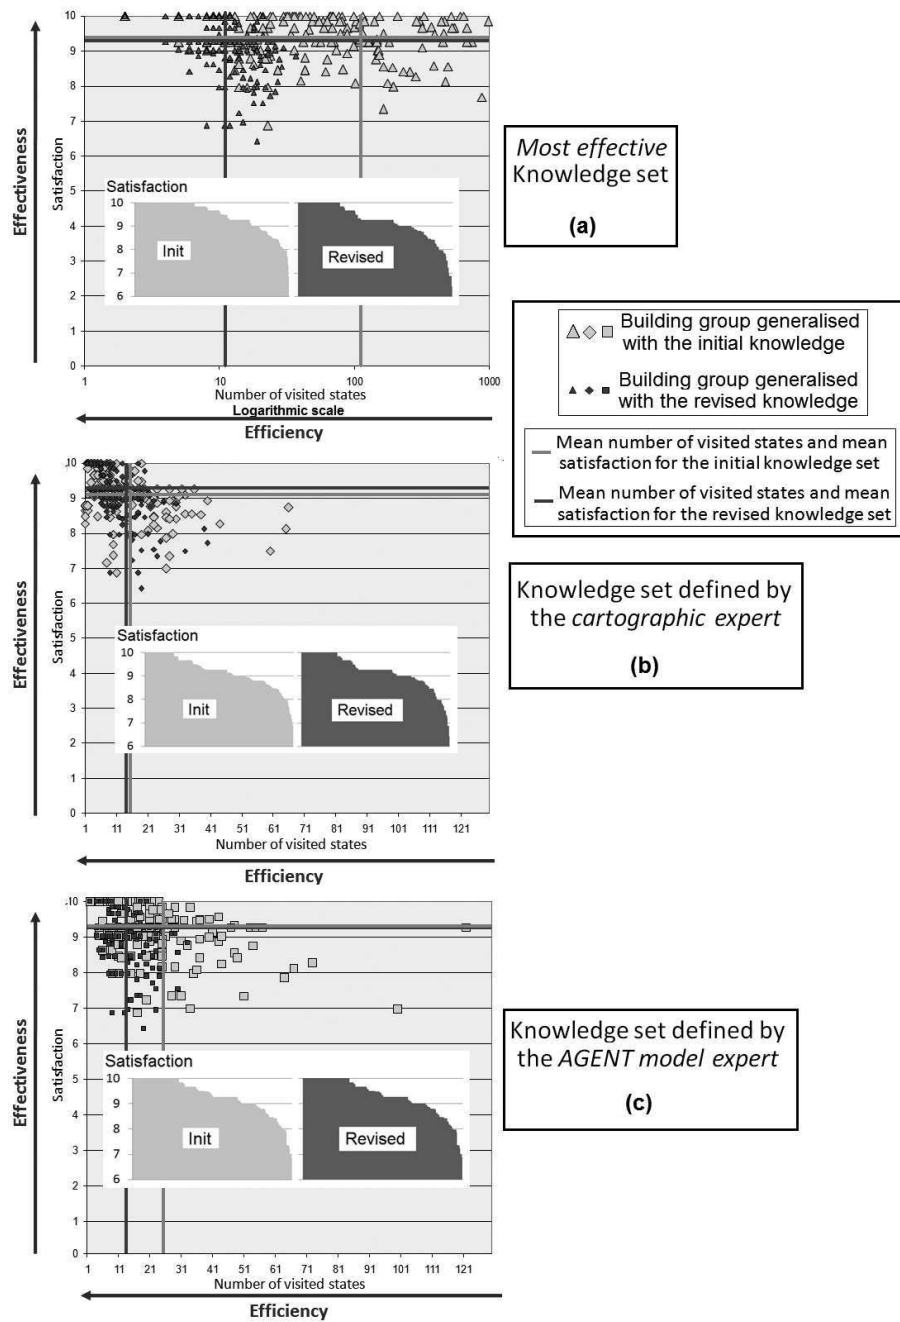 10
9
8
7
6
5
4
3
2
1
0
Effectiveness
Satisfaction
Satisfaction
10
9
8
7
6
Init
Revised
1
10
100
1000
Number of visited states
Logarithmic scale
Efficiency
Most effective
Knowledge set
(a)
Building group generalised
with the initial knowledge
Building group generalised
with the revised knowledge
Mean number of visited states and mean
satisfaction for the initial knowledge set
Mean number of visited states and mean
satisfaction for the revised knowledge set
10
9
8
7
6
5
4
3
2
1
0
Effectiveness
Satisfaction
Satisfaction
10
9
8
7
6
Init
Revised
1 11 21 31 41 51 61 71 81 91 101 111 121
Number of visited states
Efficiency
Knowledge set defined by
the cartographic expert
(b)
10
9
8
7
6
5
4
3
2
1
0
Effectiveness
Satisfaction
Satisfaction
10
9
8
7
6
Init
Revised
1 11 21 31 41 51 61 71 81 91 101 111 121
Number of visited states
Efficiency
Knowledge set defined by
the AGENT model expert
(c)